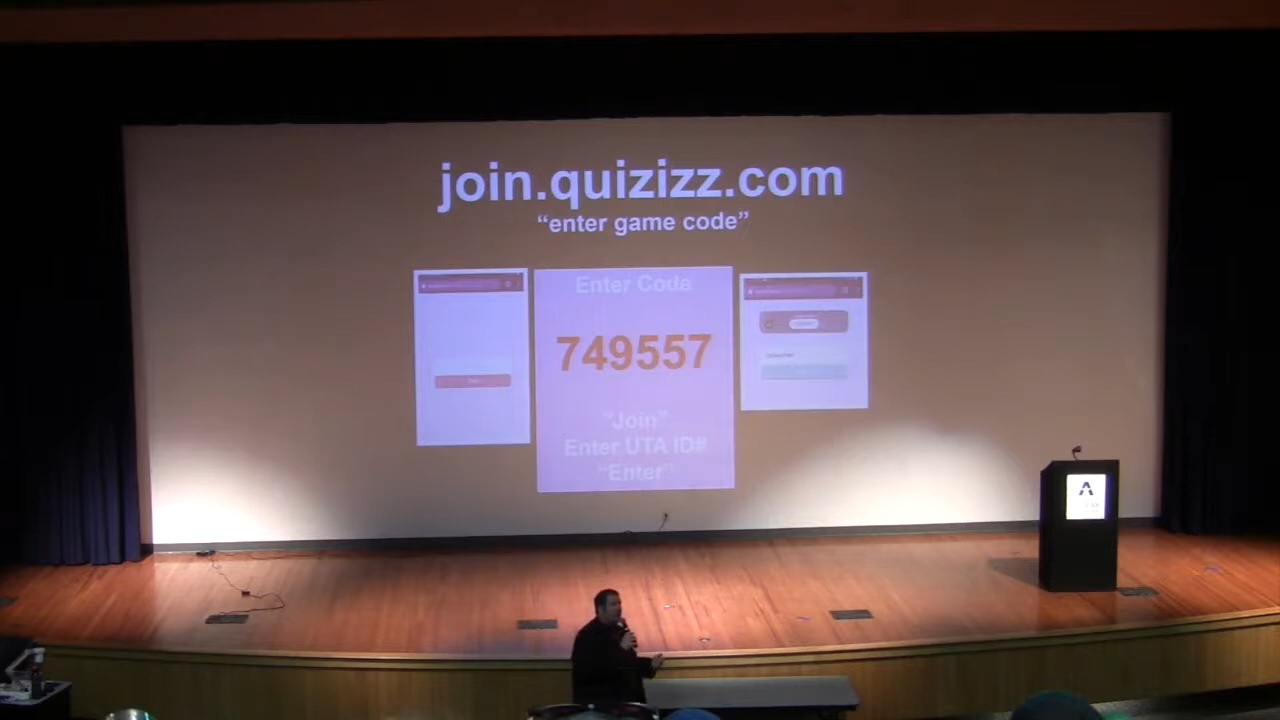 join.quizizz.com
“enter game code”
Enter Code
749557
“Join”
Enter UTA ID#
“Enter”